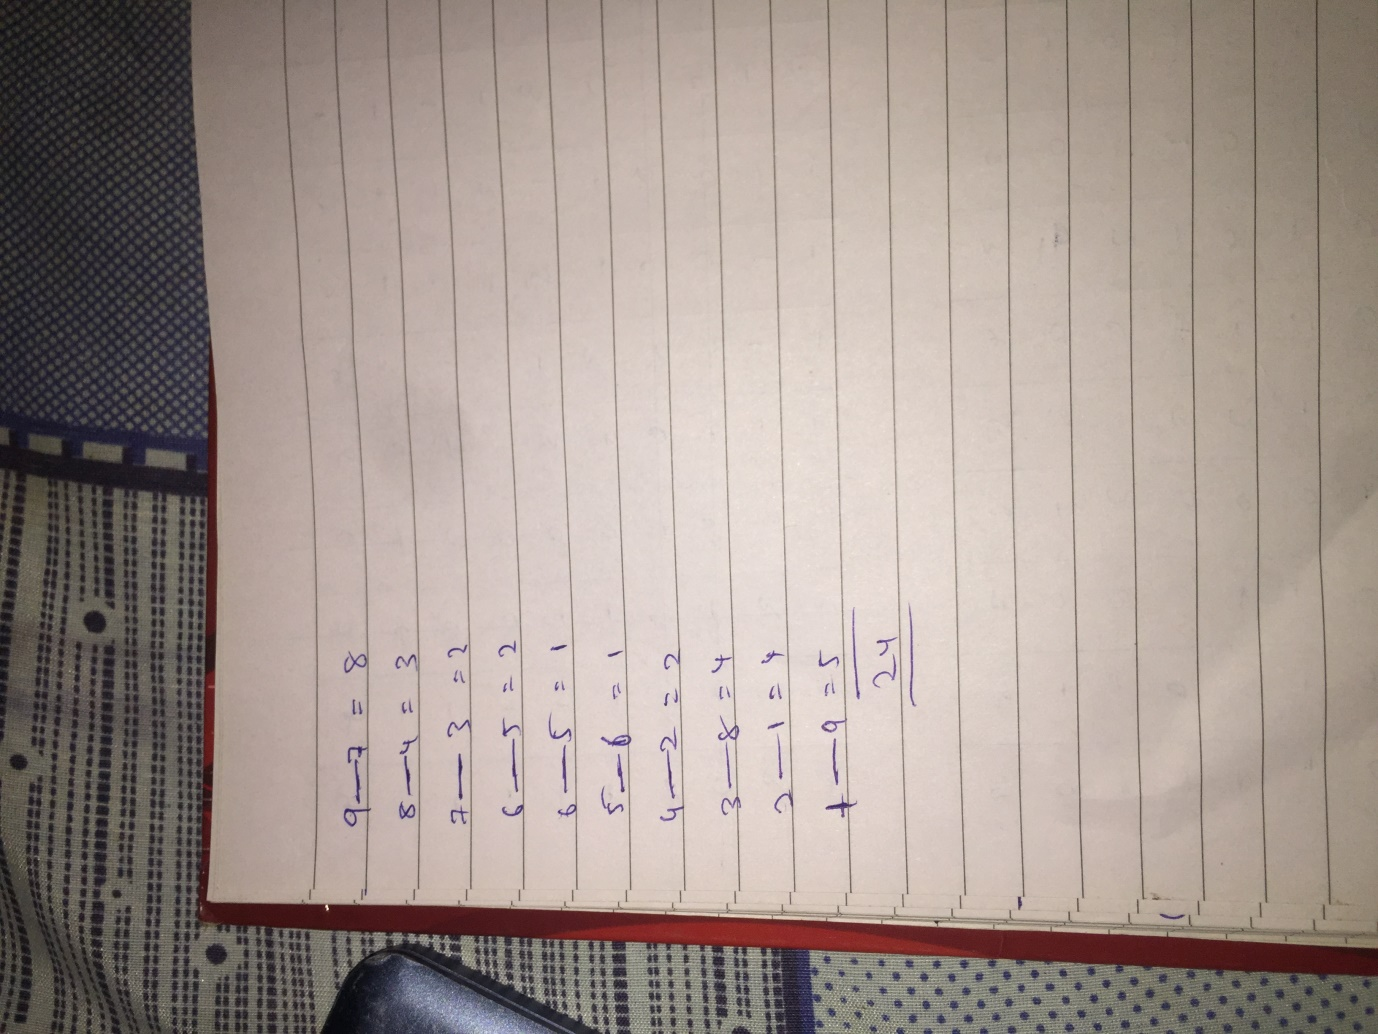 9—7 = 8
8—4 = 3
7—3 = 2
6—5 = 2
6—5 = 1
5—6 = 1
4—2 = 2
3—8 = 4
2—1 = 4
1—9 = 5
24